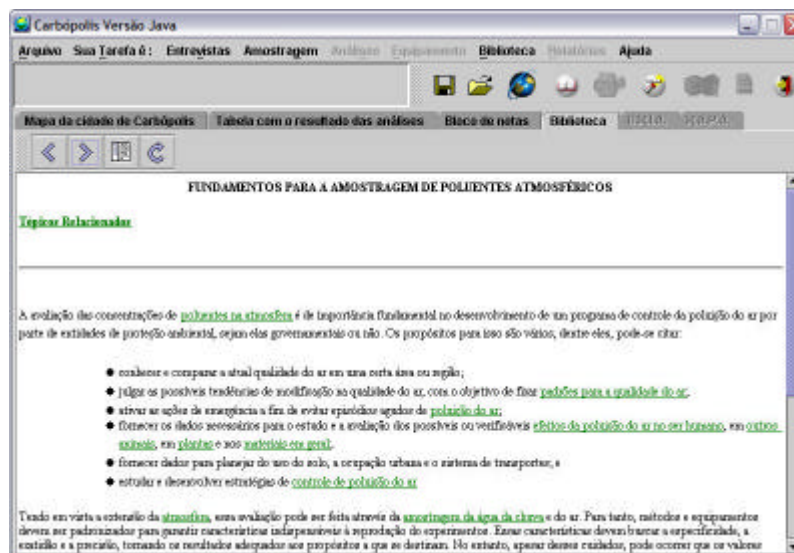 Carbópolis Versão Java
Arquivo Sua Tarefa é: Entrevistas Amostragem Análises Equipamento Biblioteca Relatórios Ajuda
Mapa da cidade de Carbópolis Tabela com o resultado das análises Bloco de notas Biblioteca
FUNDAMENTOS PARA A AMOSTRAGEM DE POLUENTES ATMOSFÉRICOS
Tópicos Relacionados
A avaliação das concentrações de poluentes na atmosfera é de importância fundamental no desenvolvimento de um programa de controle da poluição do ar por
parte de entidades de proteção ambiental, sejam elas governamentais ou não. Os propósitos para isso são vários, dentre eles, pode-se citar:
conhecer e comparar a atual qualidade do ar em uma certa área ou região;
julgar as possíveis tendências de modificação na qualidade do ar, com o objetivo de fixar padrões para a qualidade do ar;
ativar as ações de emergência a fim de evitar episódios agudos de poluição do ar;
fornecer os dados necessários para o estudo e a avaliação dos possíveis ou verificáveis efeitos da poluição do ar no ser humano, em outros
animais, em plantas e nos materiais em geral;
fornecer dados para planejar do uso do solo, a ocupação urbana e o sistema de transportes; e
estudar e desenvolver estratégias de controle de poluição do ar
Tendo em vista a extensão da atmosfera, essa avaliação pode ser feita através da amostragem da água da chuva e do ar. Para tanto, métodos e equipamentos
devem ser padronizados para garantir características indispensáveis à reprodução do experimentos. Essas características devem buscar a especificidade, a
exatidão e a precisão, tornando os resultados adequados aos propósitos a que se destinam. No entanto, apesar desses cuidados, pode ocorrer que os valores